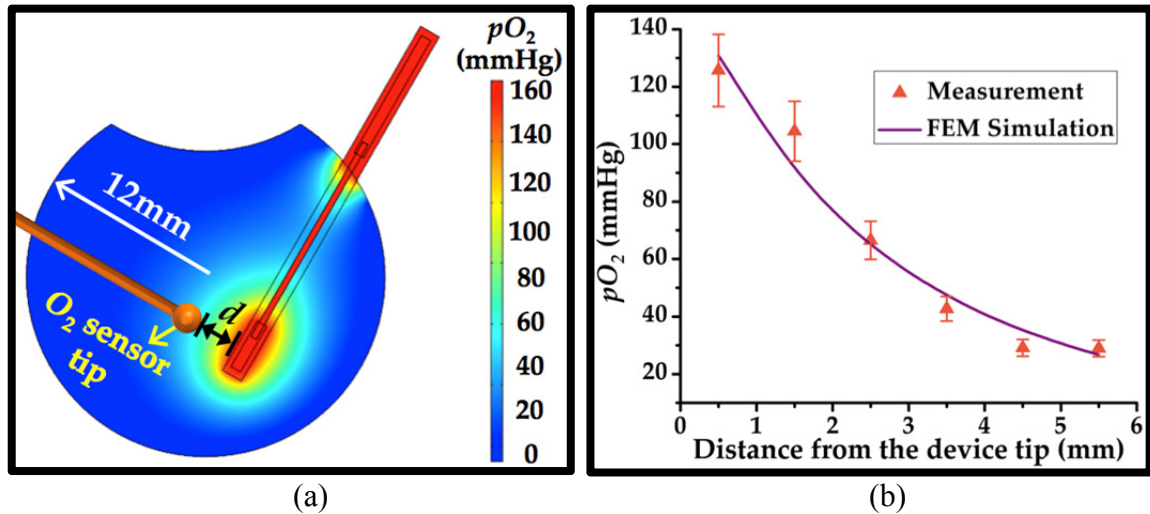 pO₂
(mmHg)
160
140
120
100
80
60
40
20
0
12mm
d
O₂ sensor
tip
(a)
140
120
100
80
60
40
20
pO₂ (mmHg)
Measurement
FEM Simulation
0 1 2 3 4 5 6
Distance from the device tip (mm)
(b)